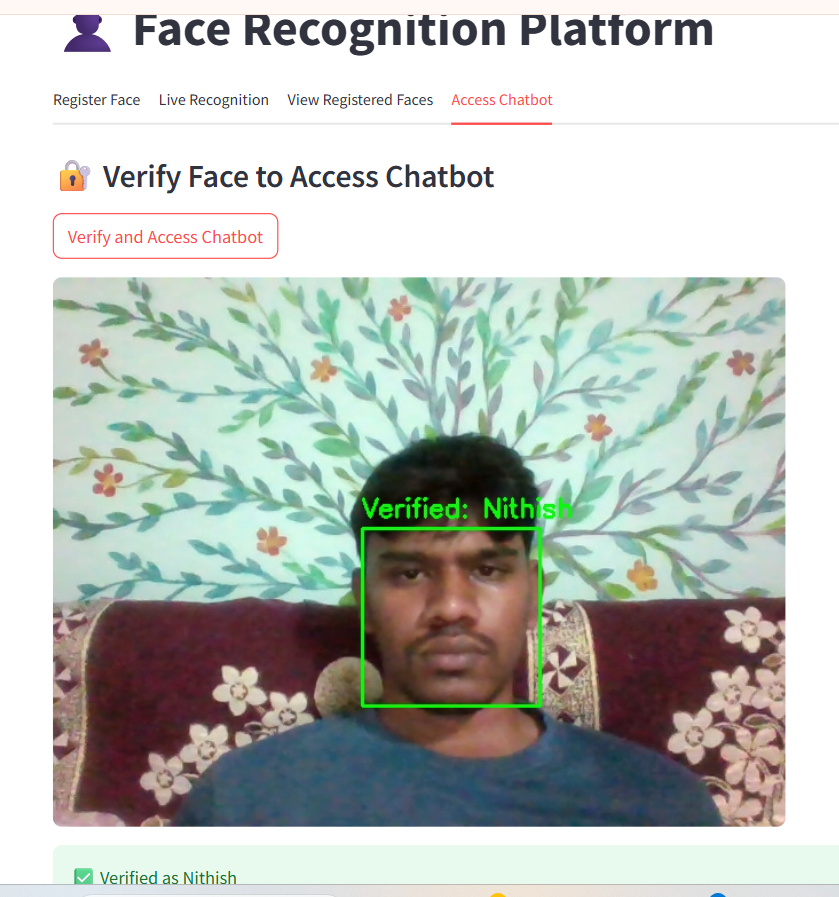 Face Recognition Platform
Register Face Live Recognition View Registered Faces Access Chatbot
Verify Face to Access Chatbot
Verify and Access Chatbot
Verified: Nithish
Verified as Nithish